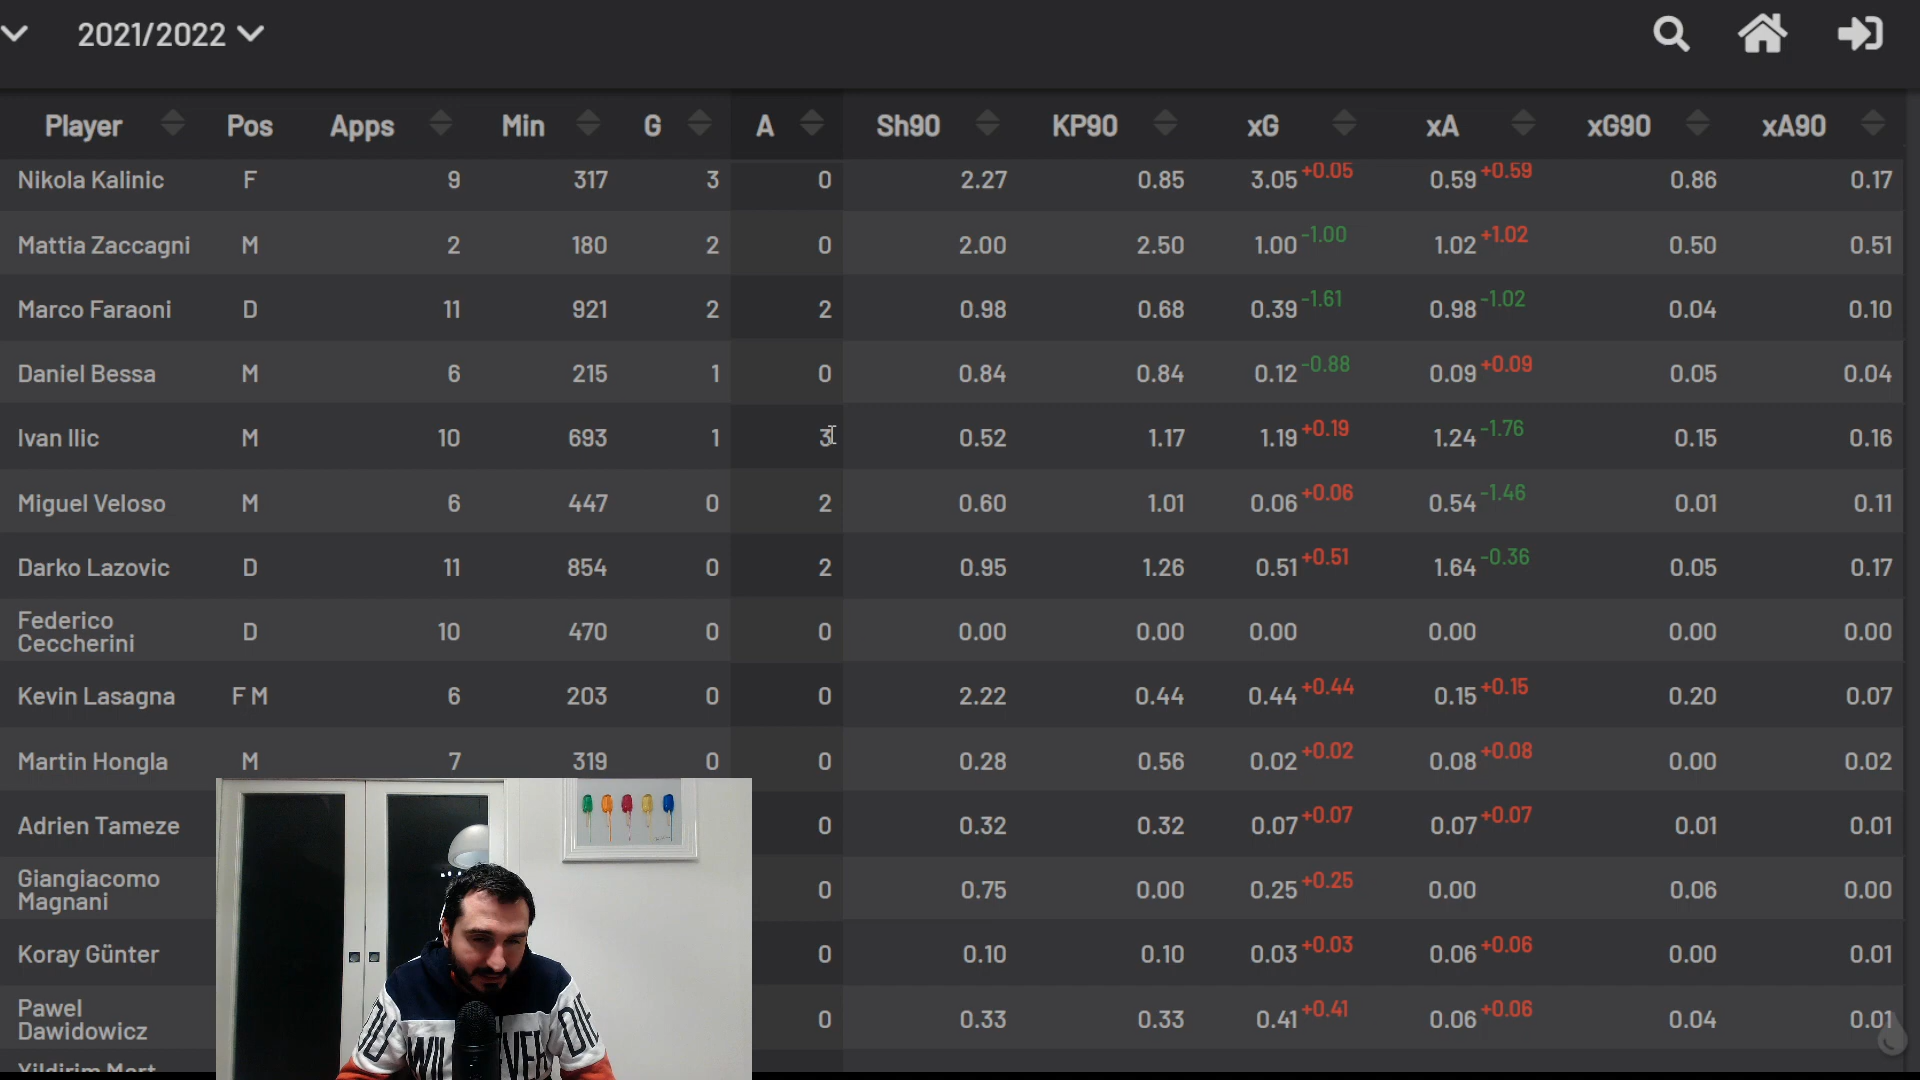 2021/2022
Player Pos Apps Min G A Sh90 KP90 xG xA xG90 xA90
Nikola Kalinic F 9 317 3 0 2.27 0.85 3.05 +0.05 0.59 +0.59 0.86 0.17
Mattia Zaccagni M 2 180 2 0 2.00 2.50 1.00 -1.00 1.02 +1.02 0.50 0.51
Marco Faraoni D 11 921 2 2 0.98 0.68 0.39 -1.61 0.98 -1.02 0.04 0.10
Daniel Bessa M 6 215 1 0 0.84 0.84 0.12 -0.88 0.09 +0.09 0.05 0.04
Ivan Ilic M 10 693 1 3 0.52 1.17 1.19 +0.19 1.24 -1.76 0.15 0.16
Miguel Veloso M 6 447 0 2 0.60 1.01 0.06 +0.06 0.54 -1.46 0.01 0.11
Darko Lazovic D 11 854 0 2 0.95 1.26 0.51 +0.51 1.64 -0.36 0.05 0.17
Federico
Ceccherini D 10 470 0 0 0.00 0.00 0.00 0.00 0.00 0.00
Kevin Lasagna F M 6 203 0 0 2.22 0.44 0.44 +0.44 0.15 +0.15 0.20 0.07
Martin Hongla M 7 319 0 0 0.28 0.56 0.02 +0.02 0.08 +0.08 0.00 0.02
Adrien Tameze 0 0.32 0.32 0.07 +0.07 0.07 +0.07 0.01 0.01
Giangiacomo
Magnani 0 0.75 0.00 0.25 +0.25 0.00 0.06 0.00
Koray Günter 0 0.10 0.10 0.03 +0.03 0.06 +0.06 0.00 0.01
Pawel
Dawidowicz 0 0.33 0.33 0.41 +0.41 0.06 +0.06 0.04 0.01
Yildirim Mert